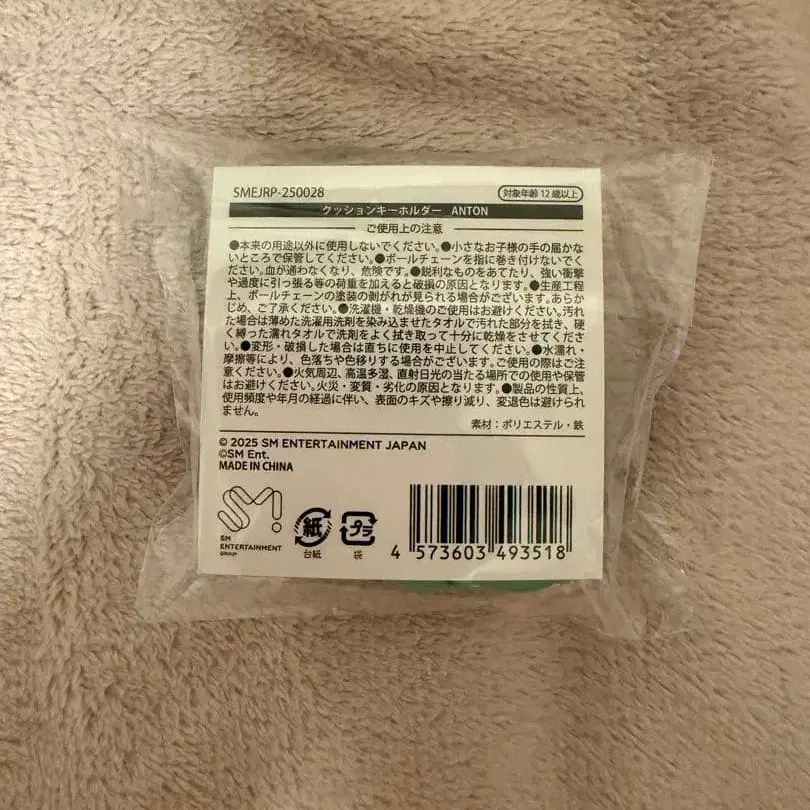 SMEJRP-250028
対象年齢12歳以上
クッションキーホルダー ANTON
ご使用上の注意
●本来の用途以外に使用しないでください。●小さなお子様の手の届かな
いところで保管してください。●ボールチェーンを指に巻き付けないでく
ださい。血が通わなくなり、危険です。●鋭利なものをあてたり、強い衝撃
や過度に引っ張る等の荷重を加えると破損の原因となります。●生産工程
上、ボールチェーンの塗装の剥がれが見られる場合がございます。あらか
じめ、ご了承ください。●洗濯機・乾燥機のご使用はお避けください。汚れ
た場合は薄めた洗濯用洗剤を染み込ませたタオルで汚れた部分を拭き、硬
く縛った濡れタオルで洗剤をよく拭き取って十分に乾燥をさせてくださ
い。●変形・破損した場合は直ちに使用を中止してください。●水濡れ・
摩擦等により、色落ちや色移りする場合がございます。ご使用の際はご注
意ください。●火気周辺、高温多湿、直射日光の当たる場所での使用や保管
はお避けください。火災・変質・劣化の原因となります。●製品の性質上、
使用頻度や年月の経過に伴い、表面のキズや擦り減り、変退色は避けられ
ません。
素材：ポリエステル・鉄
© 2025 SM ENTERTAINMENT JAPAN
©SM Ent.
MADE IN CHINA
SM!
SM
ENTERTAINMENT
GROUP
紙
台紙
プラ
袋
4 573603 493518